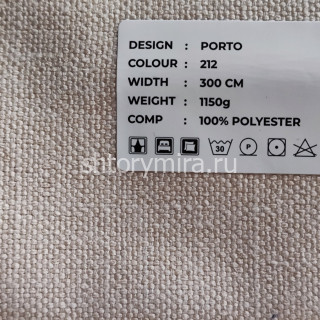 DESIGN : PORTO
COLOUR : 212
WIDTH : 300 CM
WEIGHT : 1150g
COMP : 100% POLYESTER
30 P
shtorymira.ru